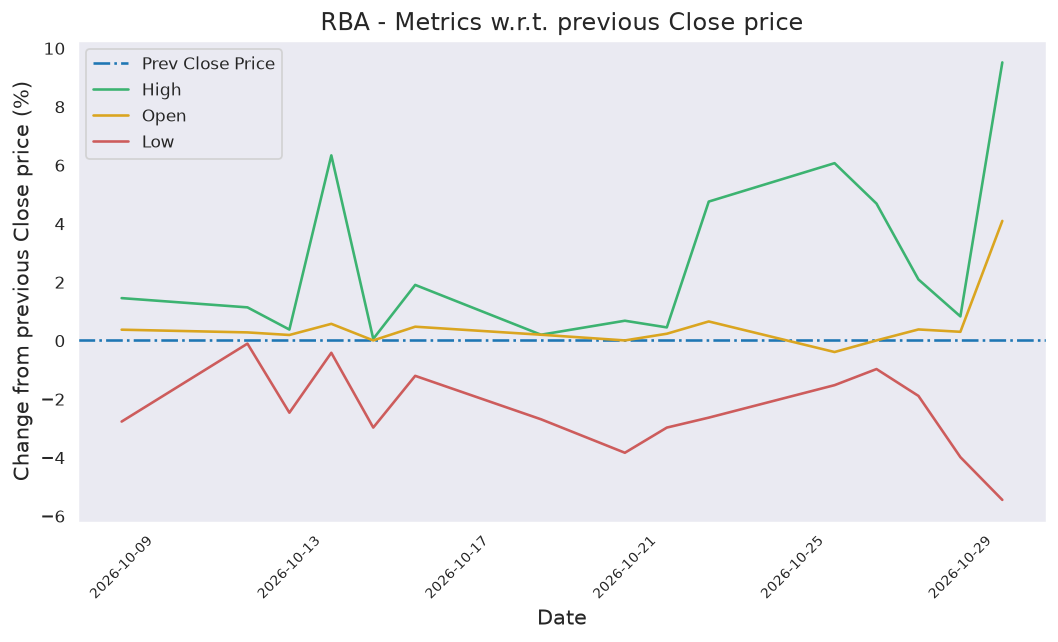 RBA - Metrics w.r.t. previous Close price
Change from previous Close price (%)
10
8
6
4
2
0
−2
−4
−6
Prev Close Price
High
Open
Low
2026-10-09
2026-10-13
2026-10-17
2026-10-21
2026-10-25
2026-10-29
Date